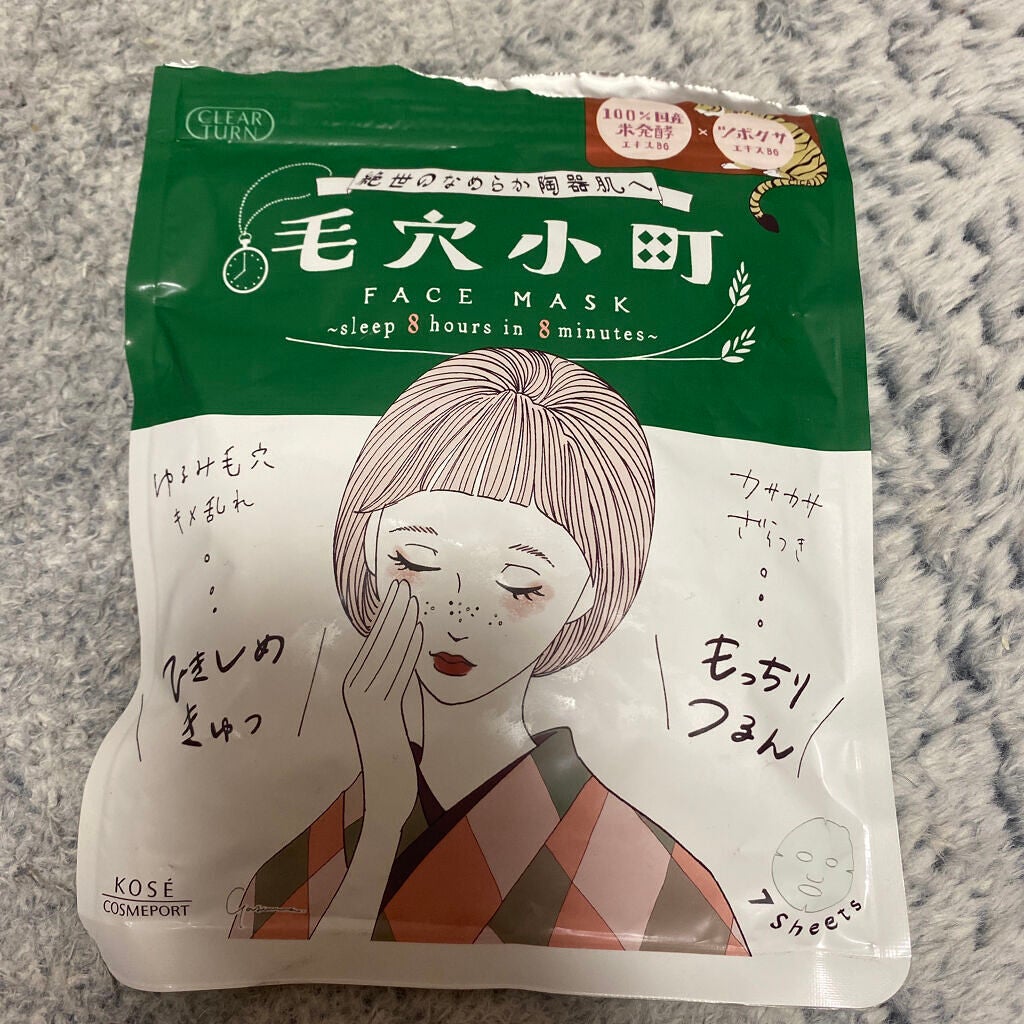 CLEAR
TURN
100%国産
米発酵
エキスBG
×
ツボクサ
エキスBG
CICA
絶世のなめらか陶器肌へ
毛穴小町
FACE MASK
~sleep 8 hours in 8 minutes~
ゆるみ毛穴
キメ乱れ
ひきしめ
きゅっ
カサカサ
ざらつき
もっちり
つるん
KOSÉ
COSMEPORT
7 Sheets